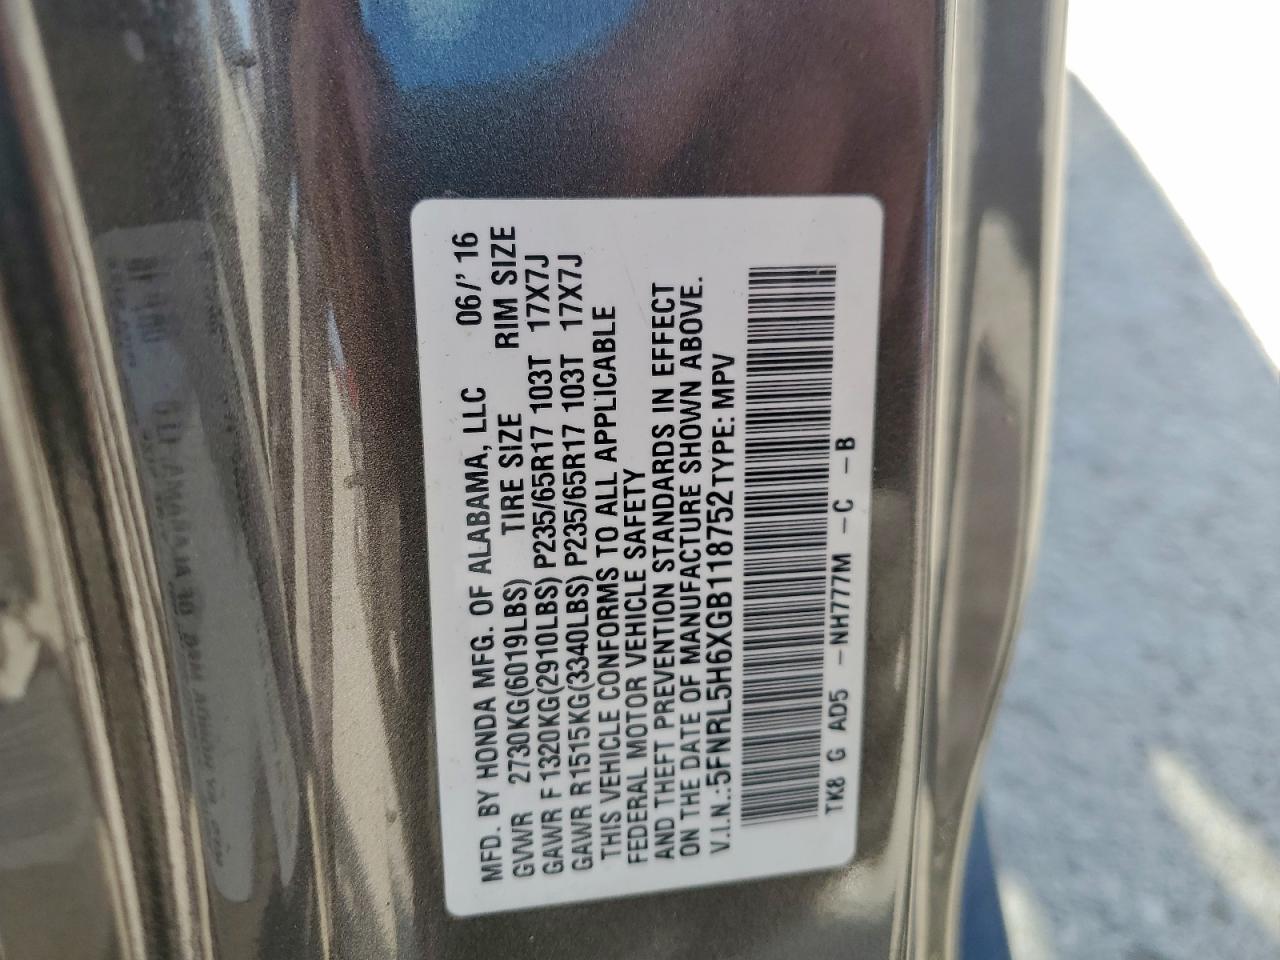 MFD. BY HONDA MFG. OF ALABAMA, LLC 06/' 16
GVWR 2730KG(6019LBS) TIRE SIZE RIM SIZE
GAWR F 1320KG(2910LBS) P235/65R17 103T 17X7J
GAWR R1515KG(3340LBS) P235/65R17 103T 17X7J
THIS VEHICLE CONFORMS TO ALL APPLICABLE
FEDERAL MOTOR VEHICLE SAFETY
AND THEFT PREVENTION STANDARDS IN EFFECT
ON THE DATE OF MANUFACTURE SHOWN ABOVE.
V.I.N.:5FNRL5H6XGB118752TYPE: MPV
TK8 G AD5 -NH777M -C -B